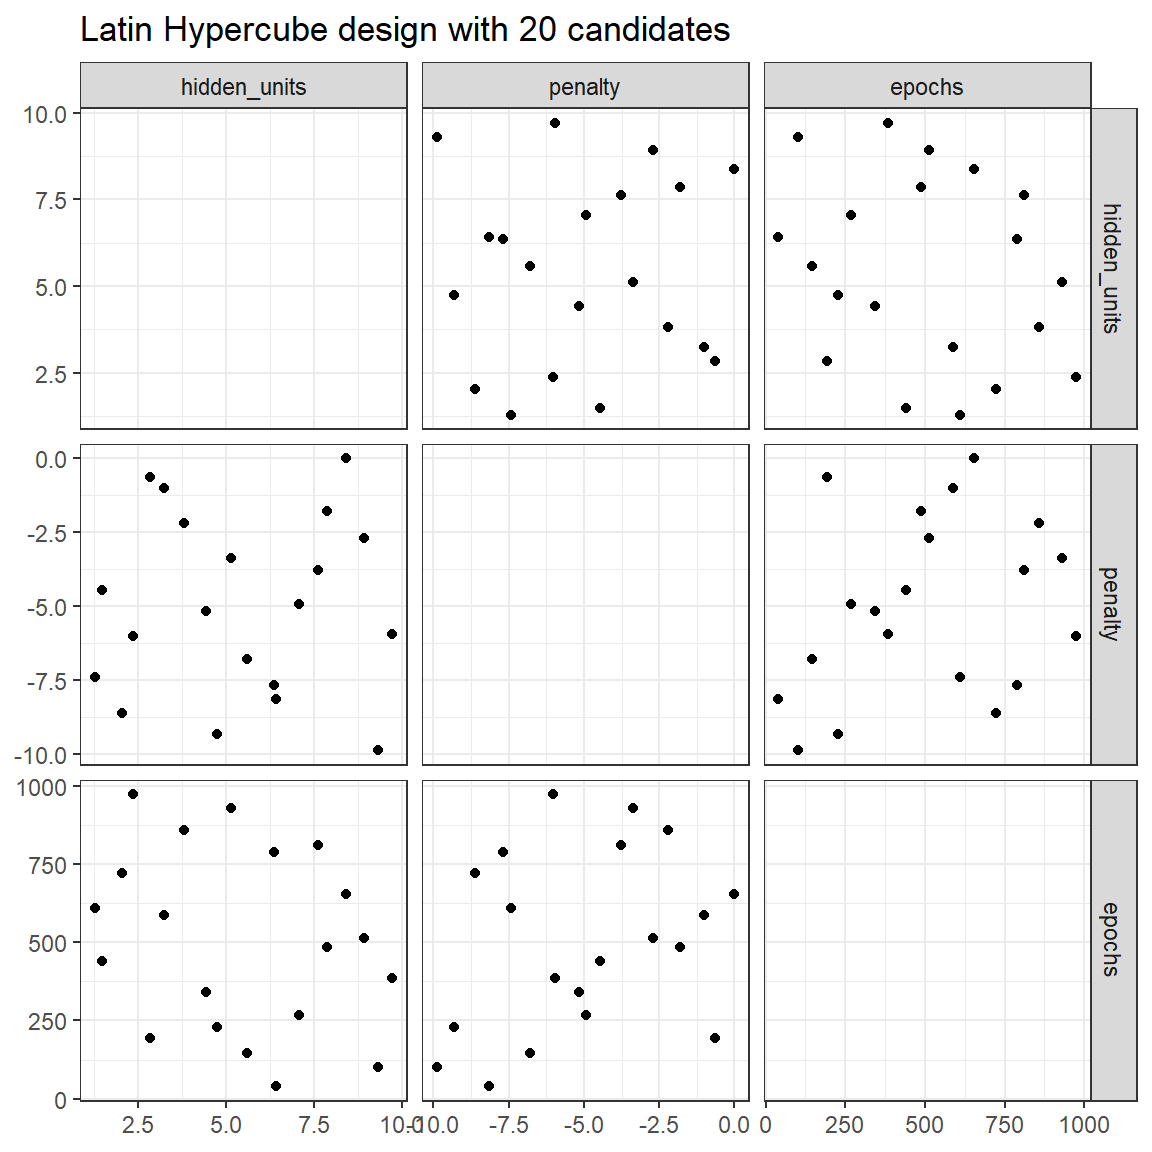 Latin Hypercube design with 20 candidates
hidden_units penalty epochs
10.0
7.5
5.0
2.5
hidden_units
0.0
-2.5
-5.0
-7.5
-10.0
penalty
1000
750
500
250
0
epochs
2.5 5.0 7.5 10.0 -10.0 -7.5 -5.0 -2.5 0.0 0 250 500 750 1000